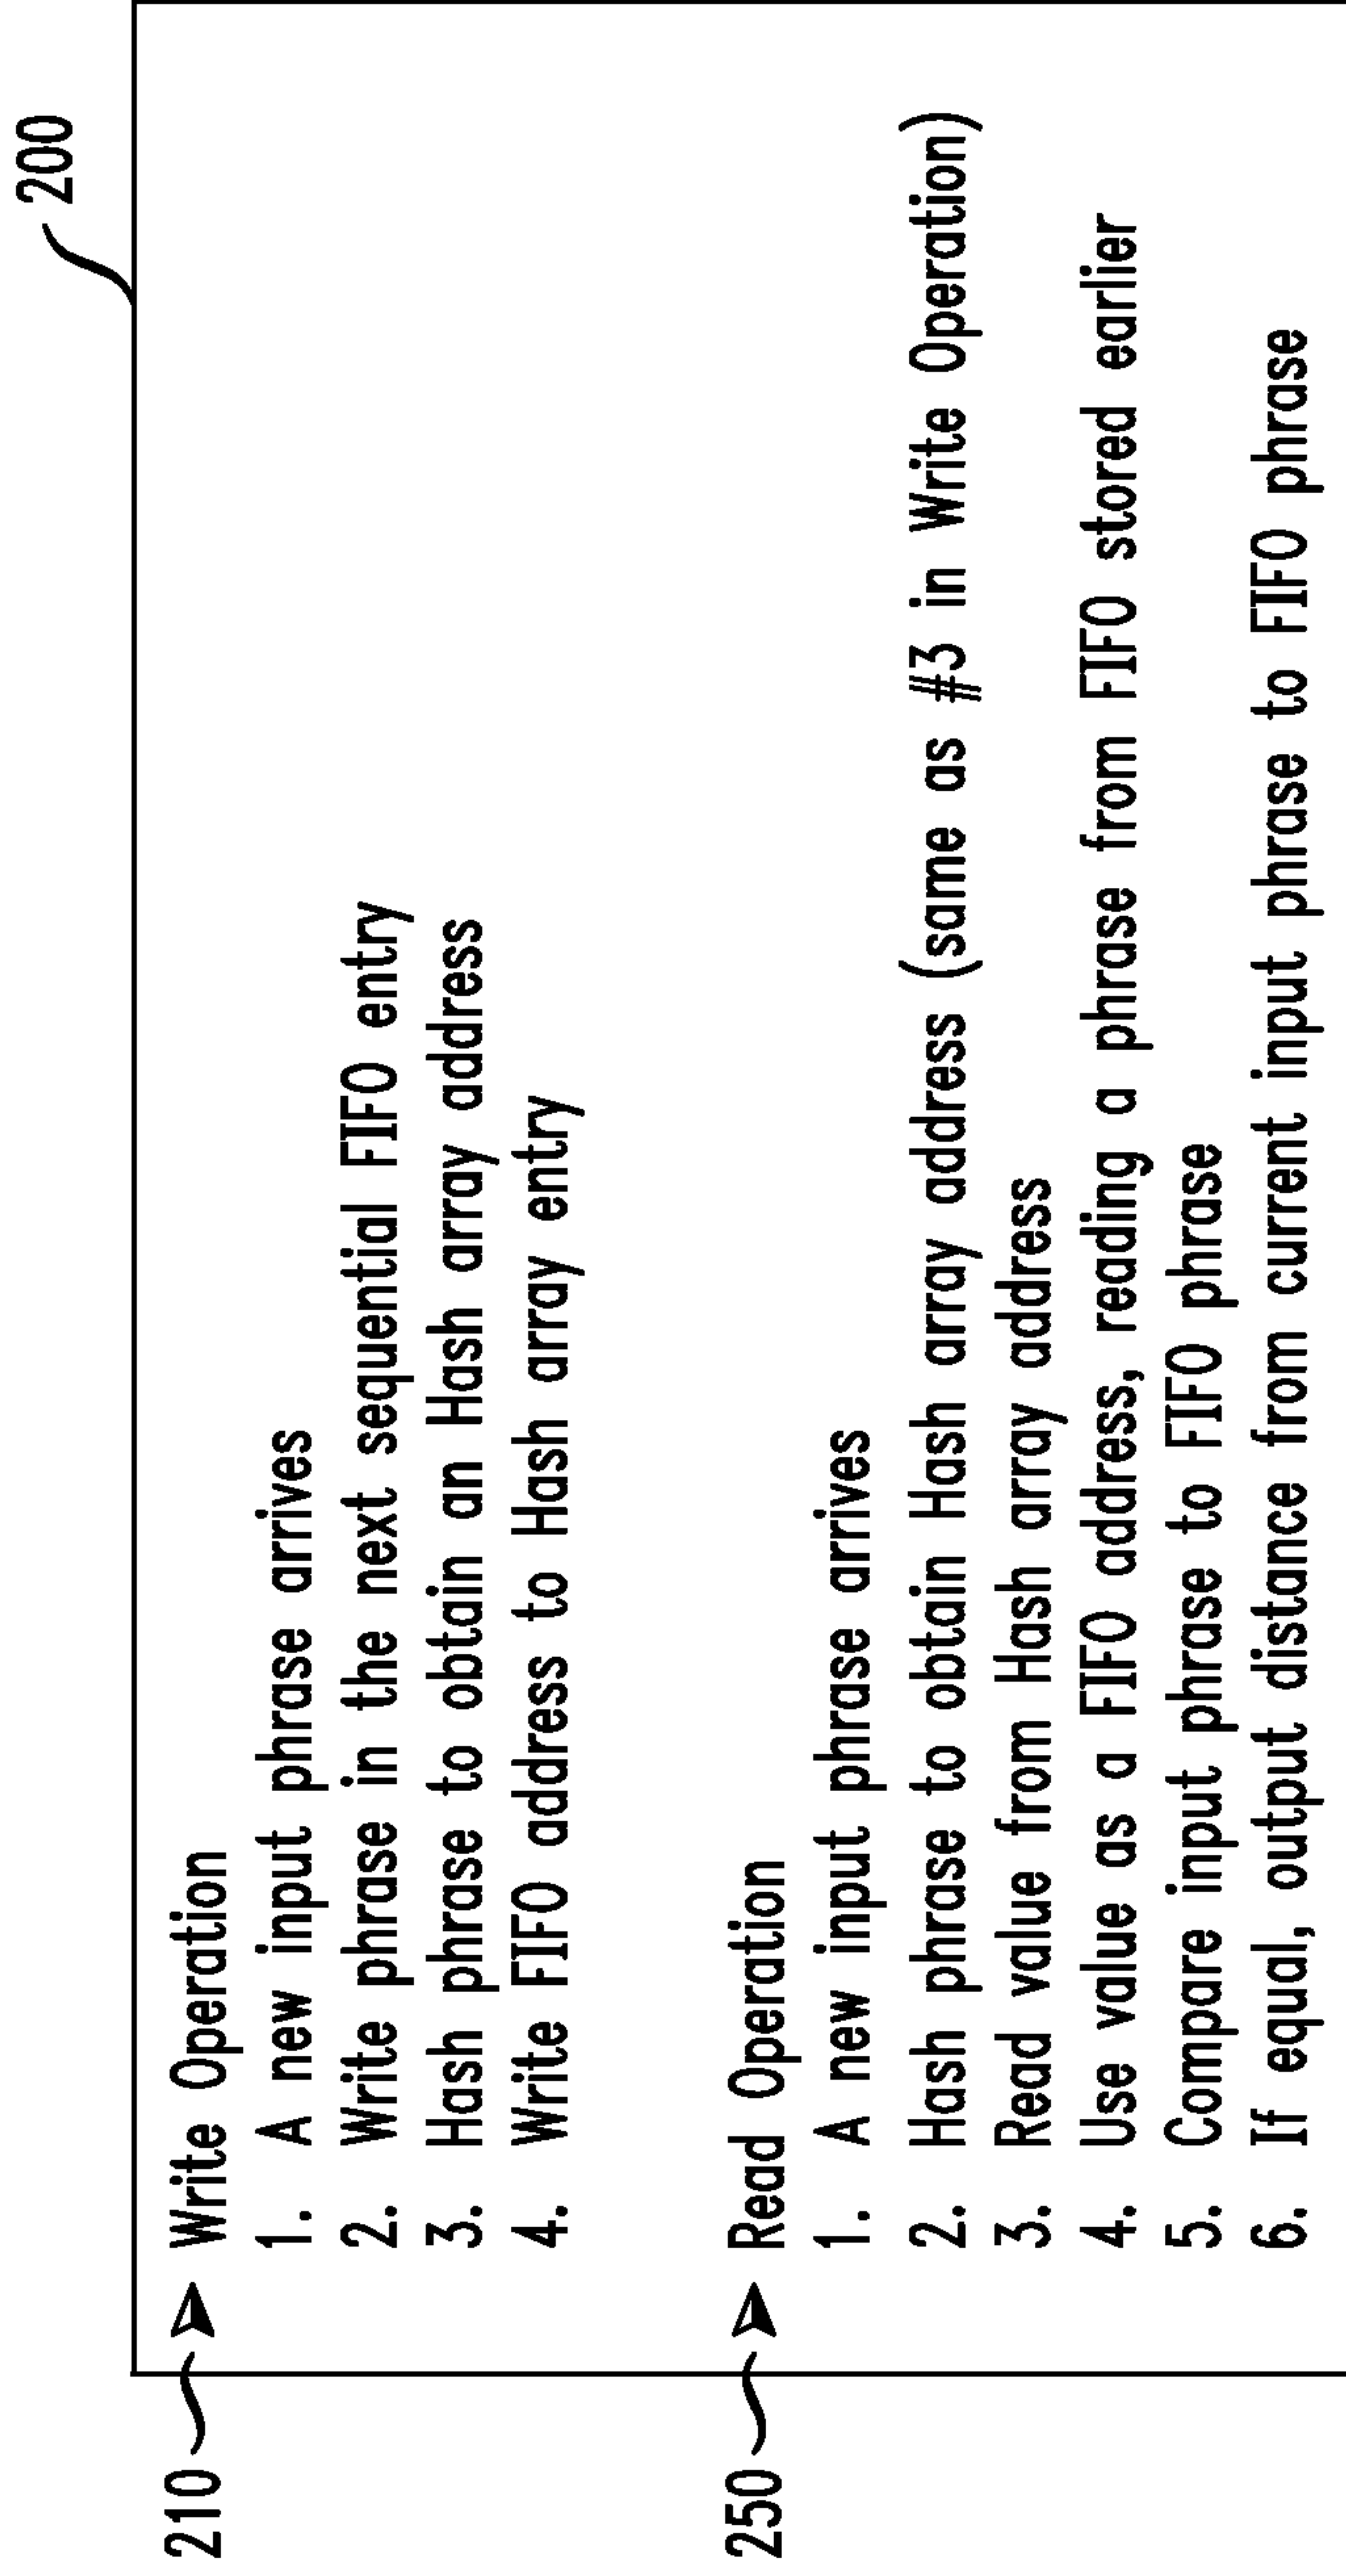 200
210
Write Operation
1. A new input phrase arrives
2. Write phrase in the next sequential FIFO entry
3. Hash phrase to obtain an Hash array address
4. Write FIFO address to Hash array entry
250
Read Operation
1. A new input phrase arrives
2. Hash phrase to obtain Hash array address (same as #3 in Write Operation)
3. Read value from Hash array address
4. Use value as a FIFO address, reading a phrase from FIFO stored earlier
5. Compare input phrase to FIFO phrase
6. If equal, output distance from current input phrase to FIFO phrase